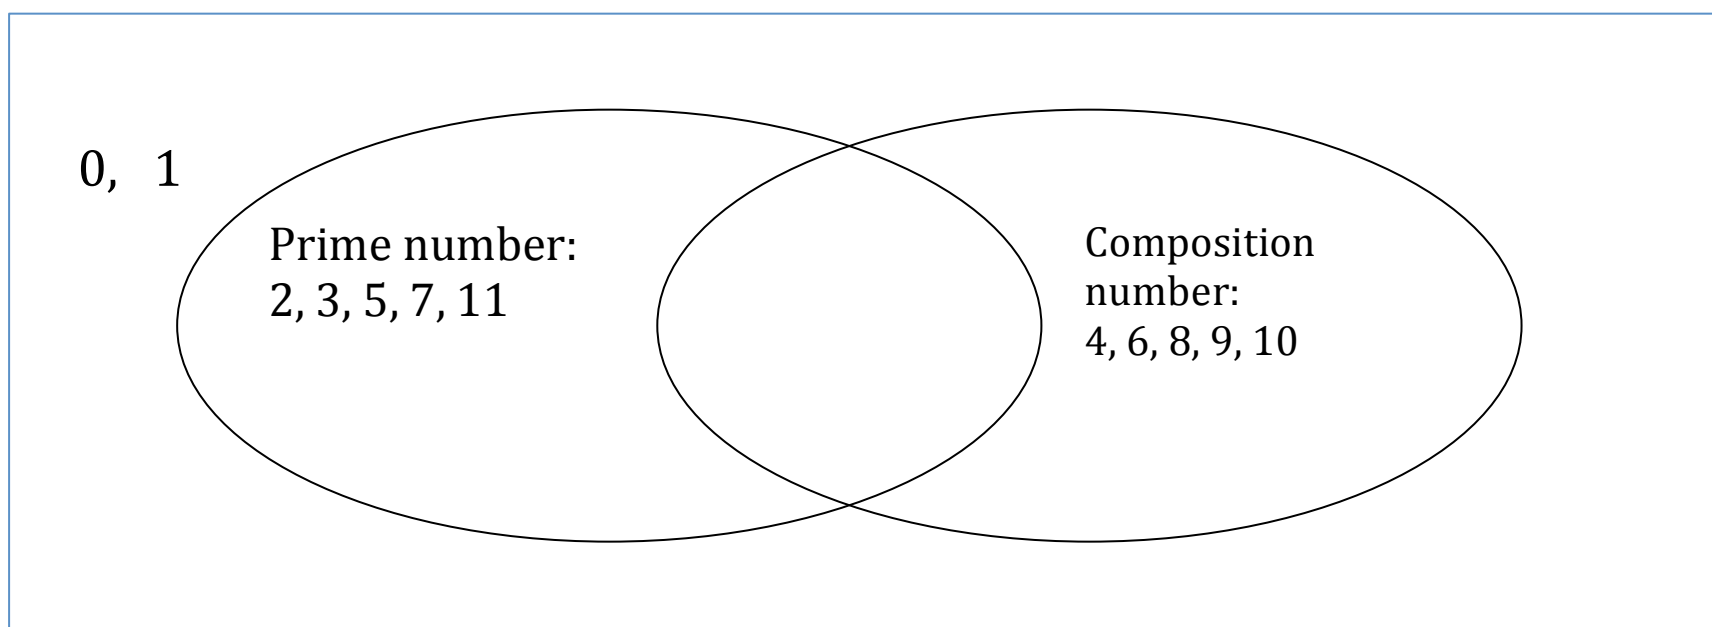 0, 1
Prime number:
2, 3, 5, 7, 11
Composition
number:
4, 6, 8, 9, 10